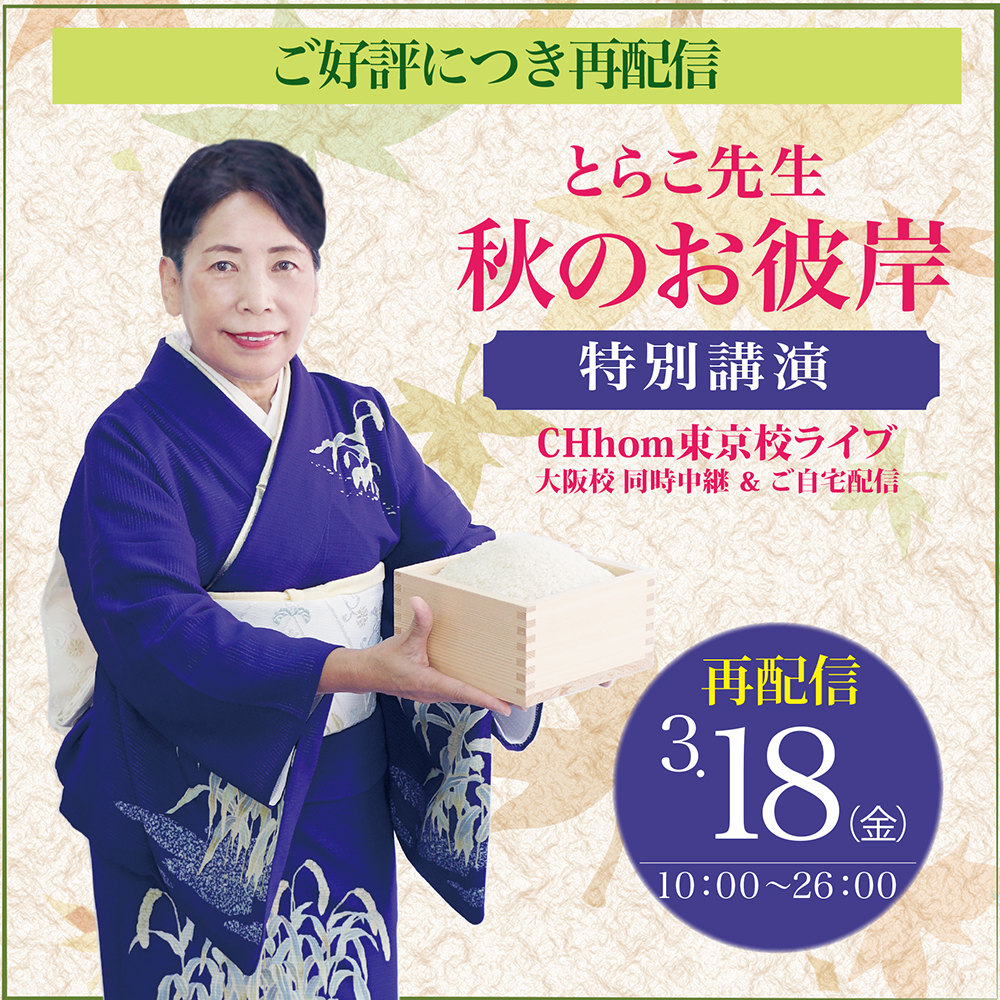 ご好評につき再配信
とらこ先生
秋のお彼岸
特別講演
CHhom東京校ライブ
大阪校 同時中継 & ご自宅配信
再配信
3.18(金)
10:00~26:00